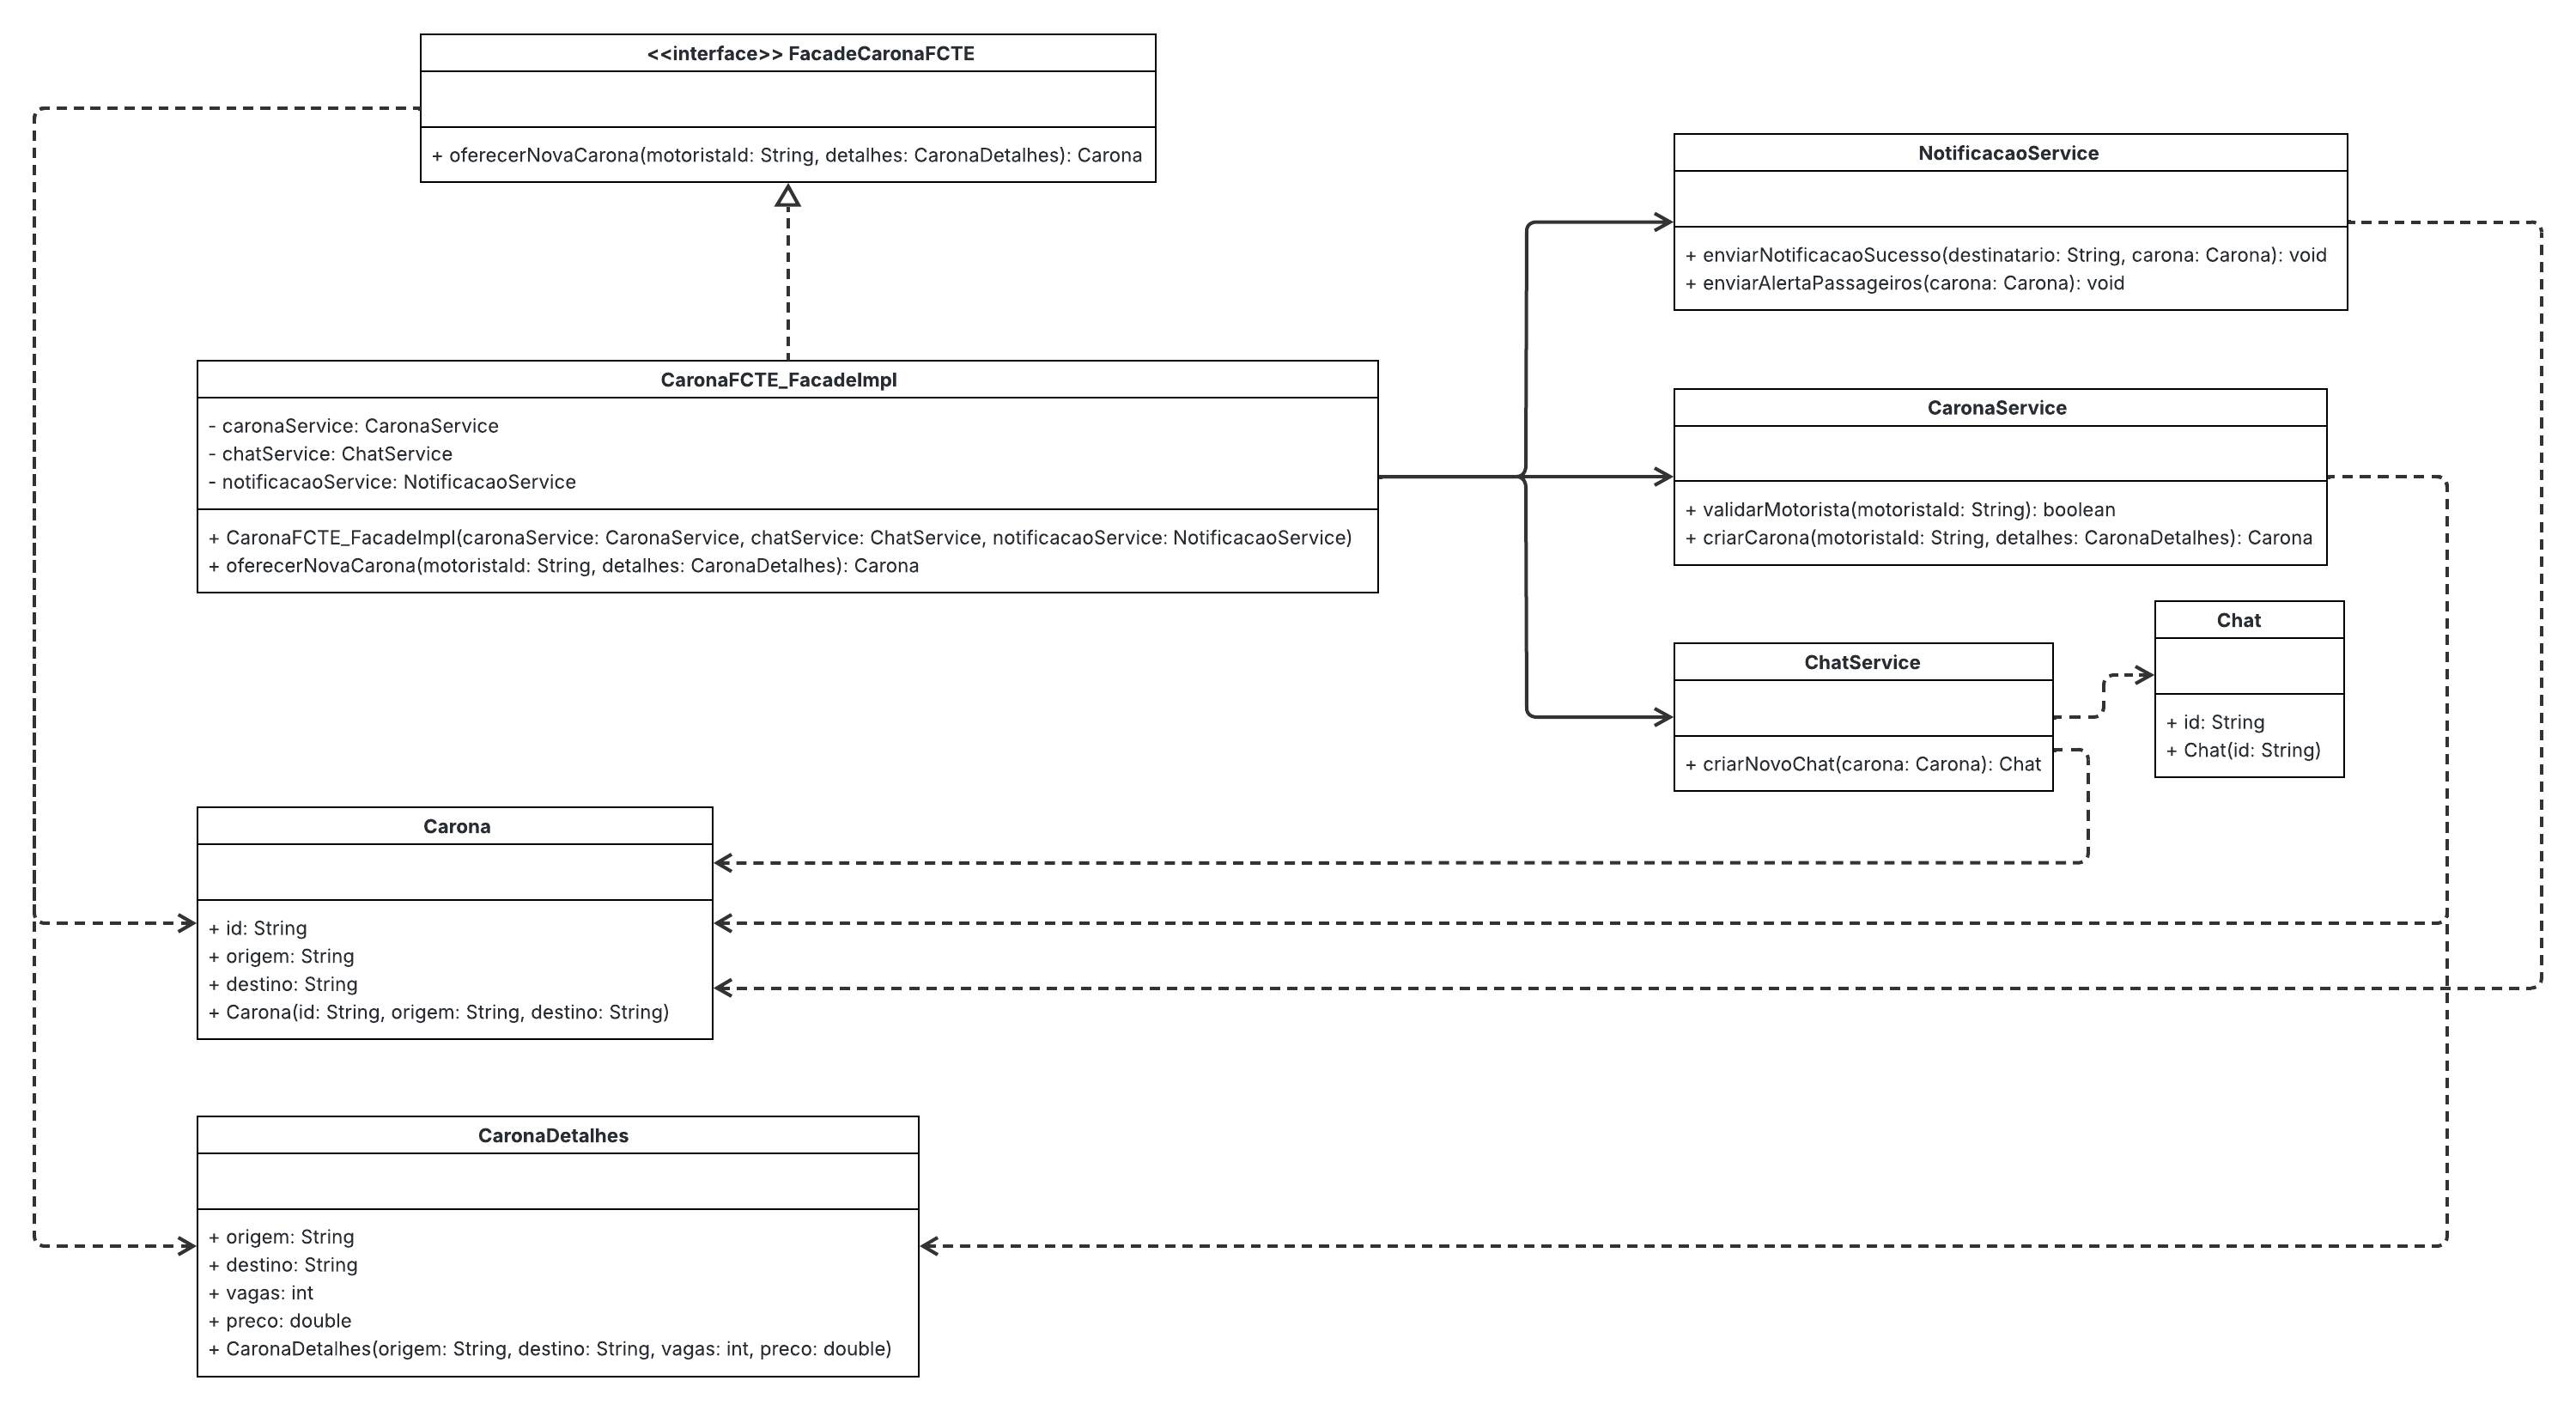 <<interface>> FacadeCaronaFCTE
+ oferecerNovaCarona(motoristaId: String, detalhes: CaronaDetalhes): Carona
CaronaFCTE_FacadeImpl
- caronaService: CaronaService
- chatService: ChatService
- notificacaoService: NotificacaoService
+ CaronaFCTE_FacadeImpl(caronaService: CaronaService, chatService: ChatService, notificacaoService: NotificacaoService)
+ oferecerNovaCarona(motoristaId: String, detalhes: CaronaDetalhes): Carona
NotificacaoService
+ enviarNotificacaoSucesso(destinatario: String, carona: Carona): void
+ enviarAlertaPassageiros(carona: Carona): void
CaronaService
+ validarMotorista(motoristaId: String): boolean
+ criarCarona(motoristaId: String, detalhes: CaronaDetalhes): Carona
ChatService
+ criarNovoChat(carona: Carona): Chat
Chat
+ id: String
+ Chat(id: String)
Carona
+ id: String
+ origem: String
+ destino: String
+ Carona(id: String, origem: String, destino: String)
CaronaDetalhes
+ origem: String
+ destino: String
+ vagas: int
+ preco: double
+ CaronaDetalhes(origem: String, destino: String, vagas: int, preco: double)